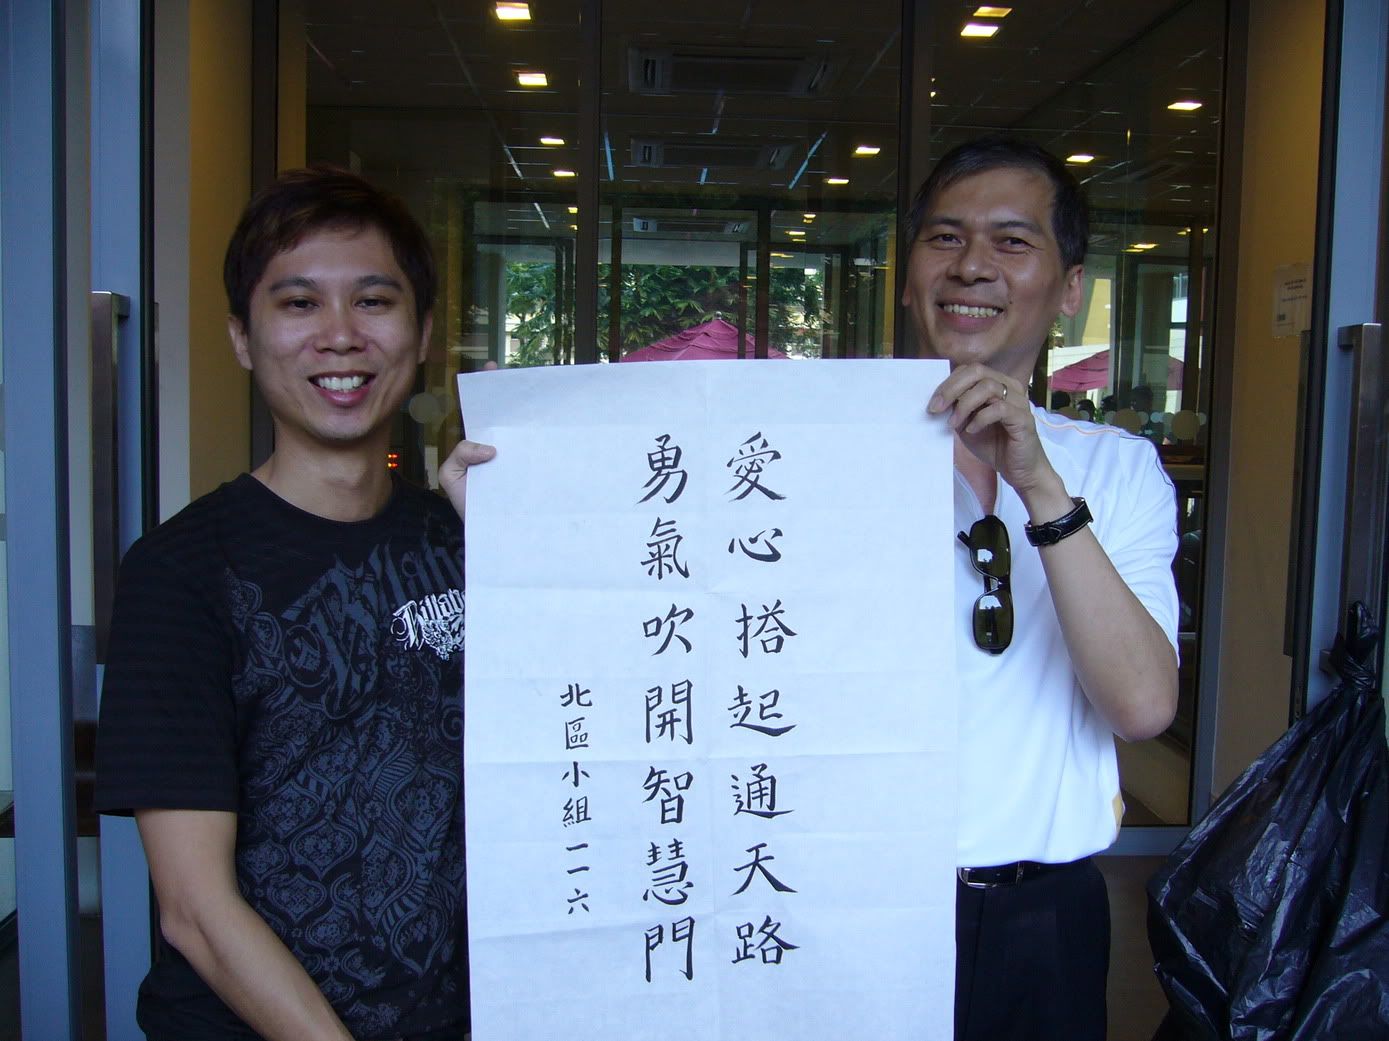 愛心搭起通天路
勇氣吹開智慧門
北區小組一一六
Billabong